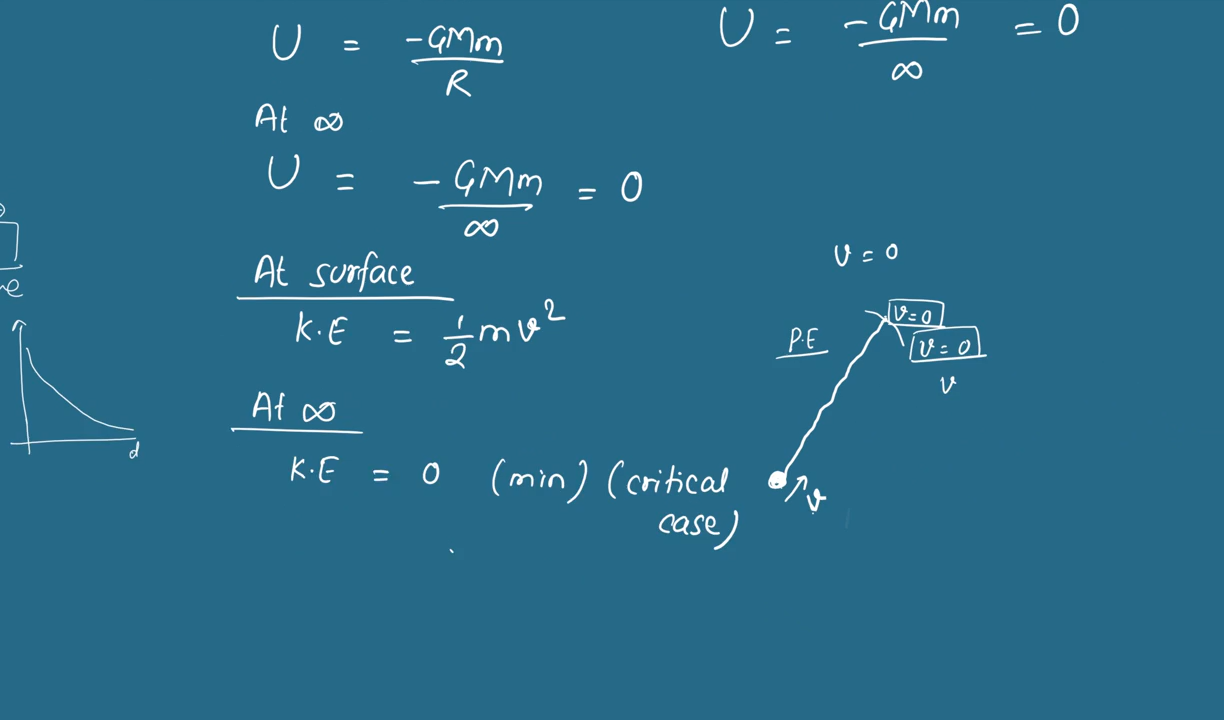 U = -GMm/R
U = -GMm/∞ = 0
At ∞
U = -GMm/∞ = 0
At surface
K.E = 1/2 mv²
At ∞
K.E = 0 (min) (critical case)
v = 0
v = 0
P.E
v = 0
v
v
d